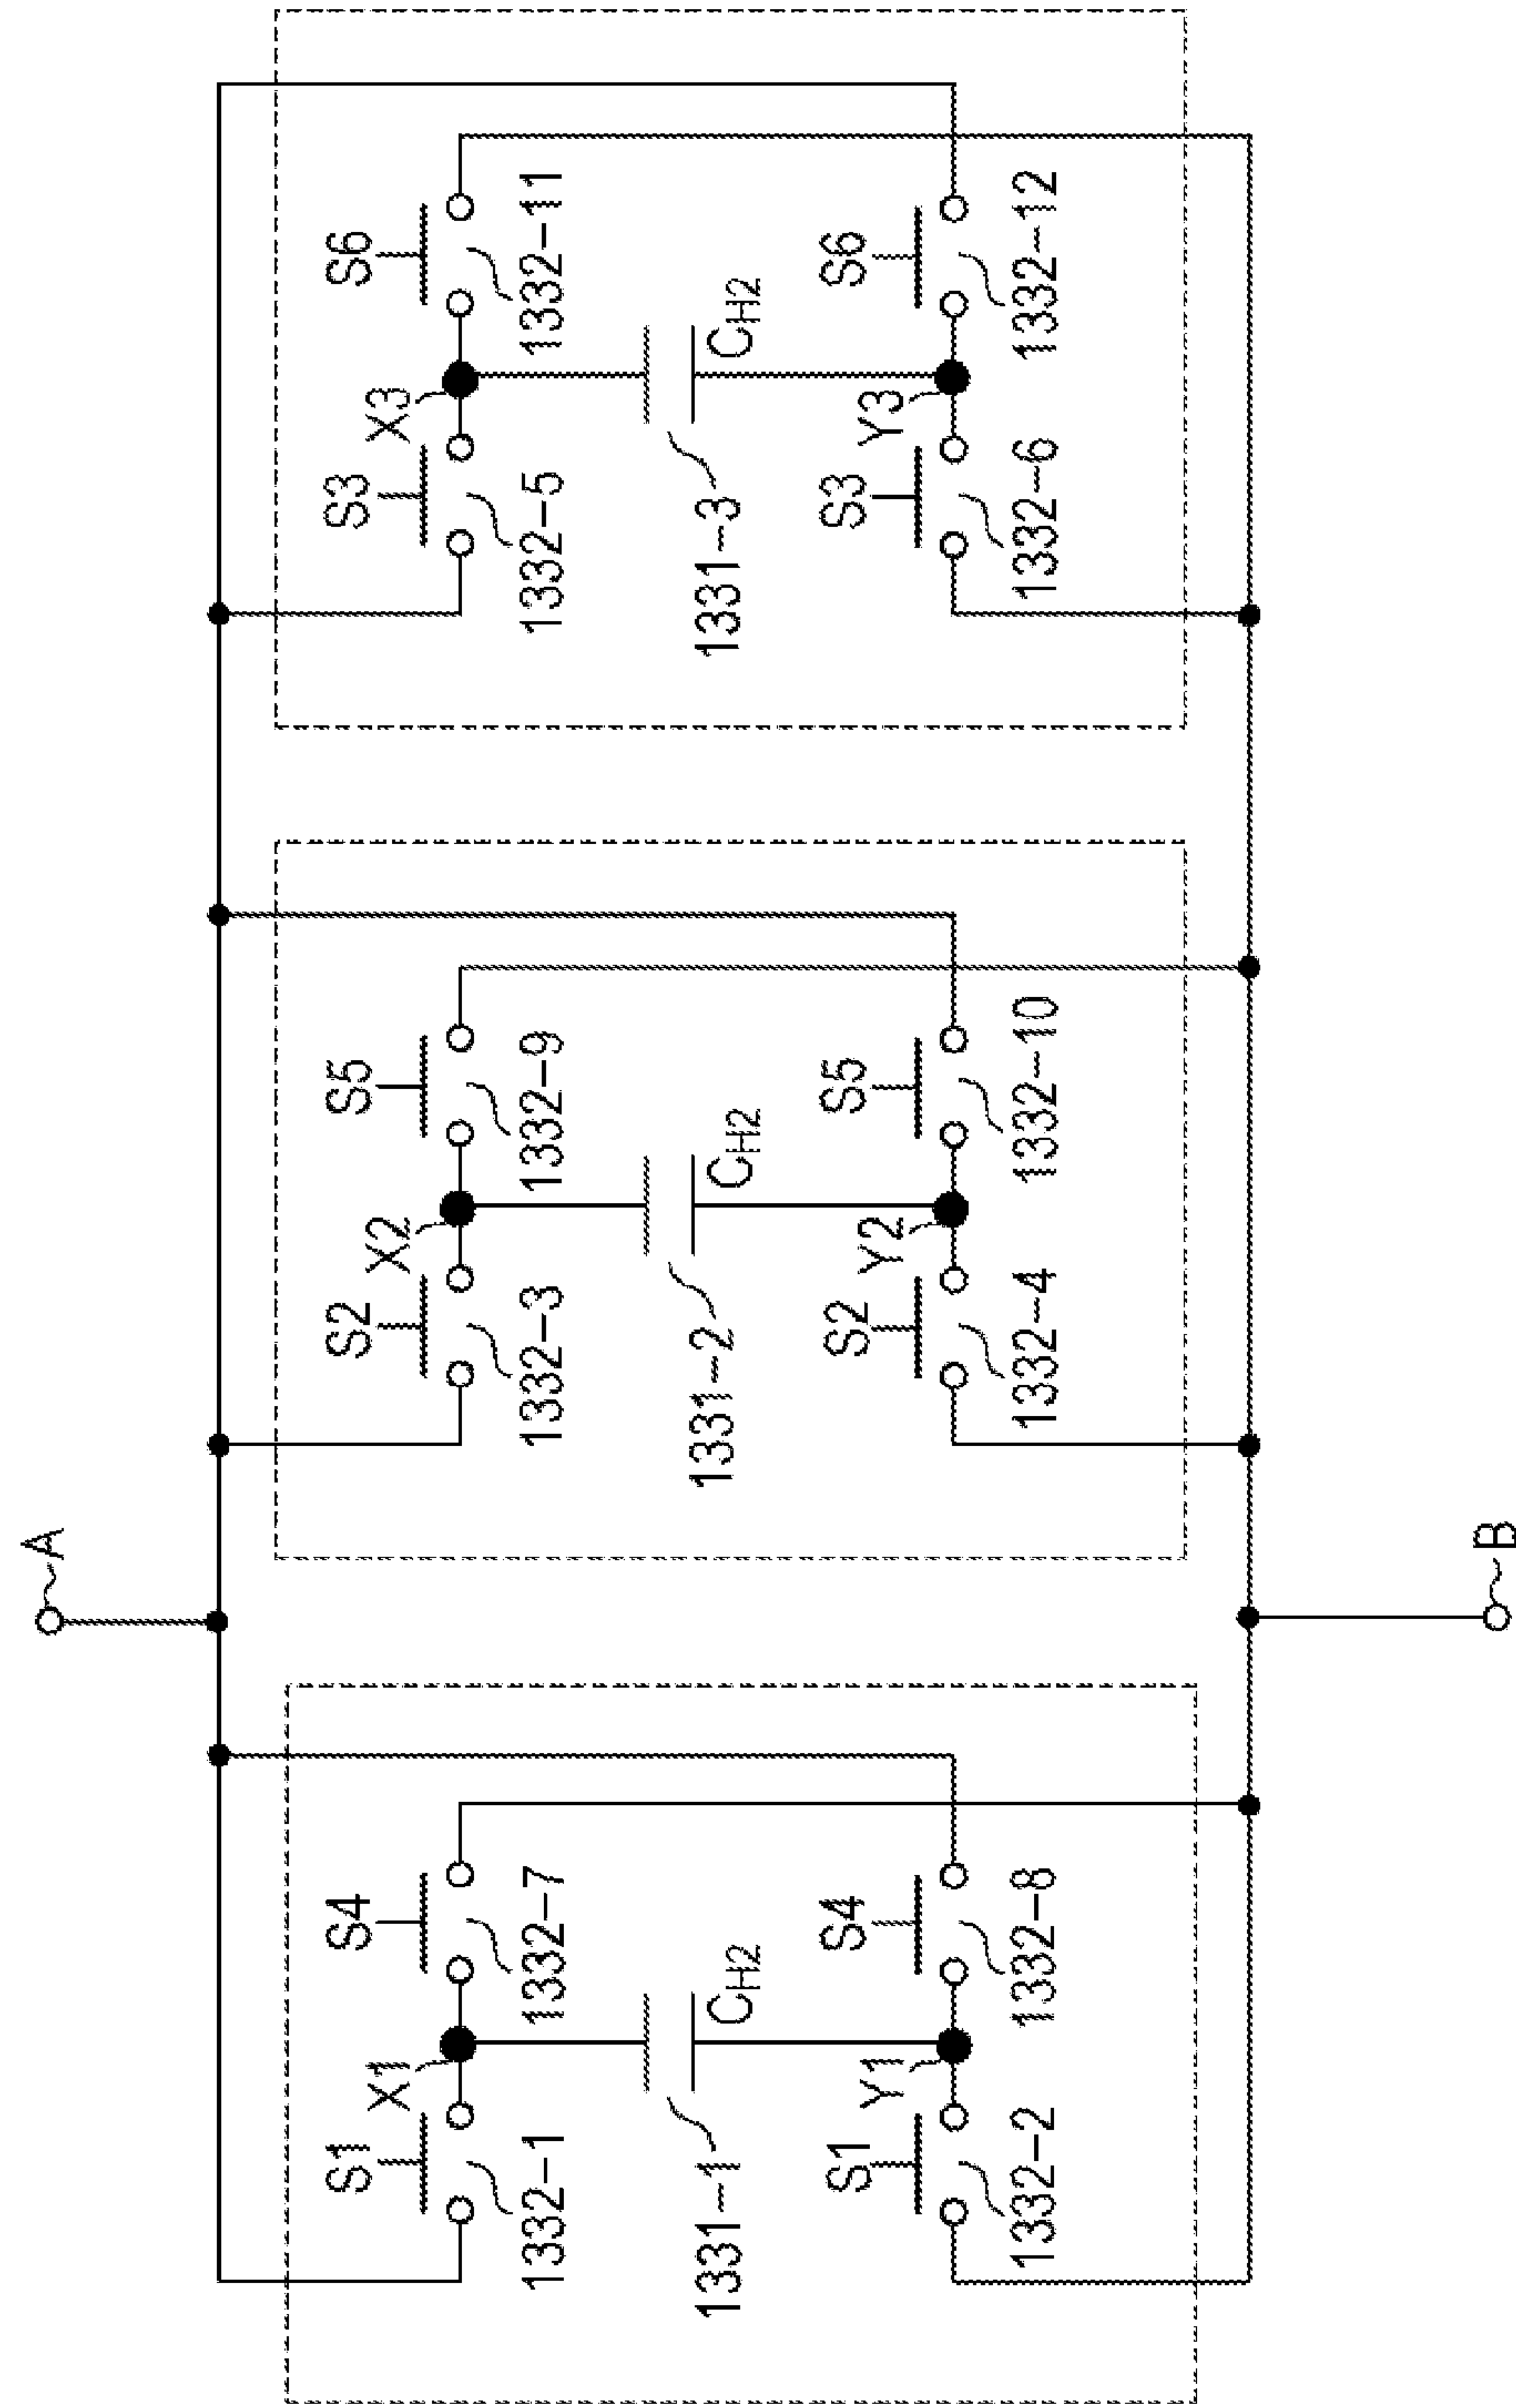 A
S1
X1
S4
1332-1
1332-7
1331-1
CH2
S1
Y1
S4
1332-2
1332-8
S2
X2
S5
1332-3
1332-9
1331-2
CH2
S2
Y2
S5
1332-4
1332-10
S3
X3
S6
1332-5
1332-11
1331-3
CH2
S3
Y3
S6
1332-6
1332-12
B